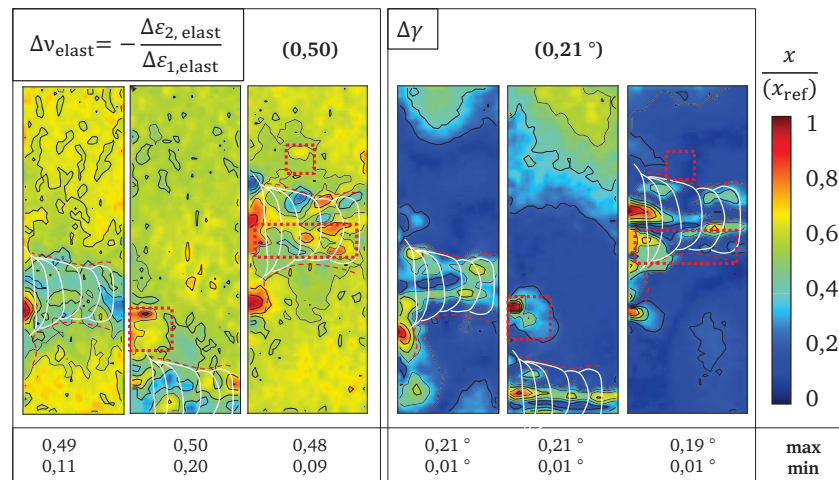 Δν_elast = − Δε_2, elast / Δε_1,elast
(0,50)
Δγ
(0,21 °)
x / (x_ref)
1
0,8
0,6
0,4
0,2
0
0,49 0,50 0,48 0,21 ° 0,21 ° 0,19 ° max
0,11 0,20 0,09 0,01 ° 0,01 ° 0,01 ° min